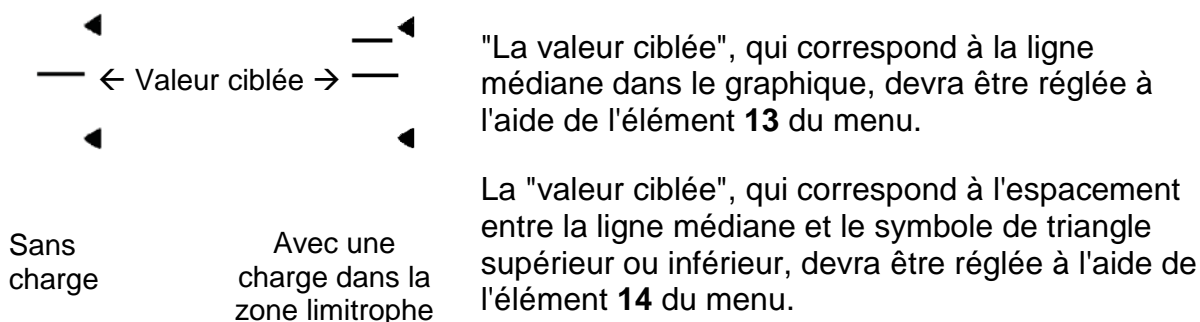 ← Valeur ciblée →
Sans
charge
Avec une
charge dans la
zone limitrophe
"La valeur ciblée", qui correspond à la ligne
médiane dans le graphique, devra être réglée à
l'aide de l'élément 13 du menu.
La "valeur ciblée", qui correspond à l'espacement
entre la ligne médiane et le symbole de triangle
supérieur ou inférieur, devra être réglée à l'aide de
l'élément 14 du menu.